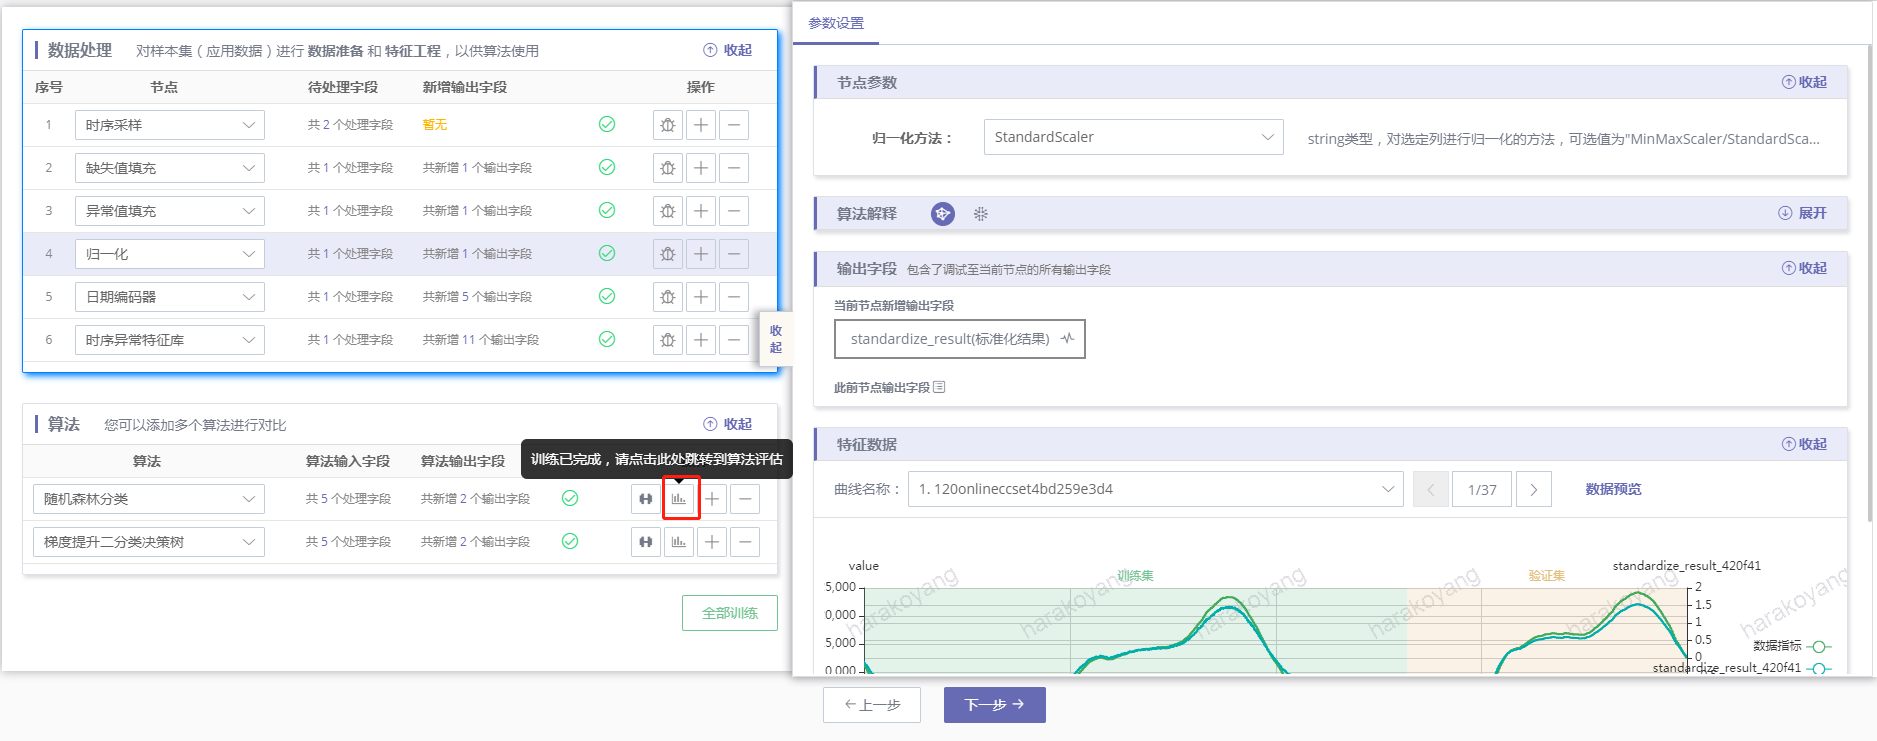 数据处理 对样本集（应用数据）进行 数据准备 和 特征工程，以供算法使用 收起
序号 节点 待处理字段 新增输出字段 操作
1 时序采样 共 2 个处理字段 暂无
2 缺失值填充 共 1 个处理字段 共新增 1 个输出字段
3 异常值填充 共 1 个处理字段 共新增 1 个输出字段
4 归一化 共 1 个处理字段 共新增 1 个输出字段
5 日期编码器 共 1 个处理字段 共新增 5 个输出字段
6 时序异常特征库 共 1 个处理字段 共新增 11 个输出字段
收
起
算法 您可以添加多个算法进行对比 收起
算法 算法输入字段 算法输出字段
训练已完成，请点击此处跳转到算法评估
随机森林分类 共 5 个处理字段 共新增 2 个输出字段
梯度提升二分类决策树 共 5 个处理字段 共新增 2 个输出字段
全部训练
参数设置
节点参数 收起
归一化方法： StandardScaler string类型，对选定列进行归一化的方法，可选值为"MinMaxScaler/StandardSca...
算法解释 展开
输出字段 包含了调试至当前节点的所有输出字段 收起
当前节点新增输出字段
standardize_result(标准化结果)
此前节点输出字段
特征数据 收起
曲线名称： 1. 120onlineccset4bd259e3d4 1/37 数据预览
value 训练集 验证集 standardize_result_420f41
5,000 2
0,000 1.5
1
5,000 0.5
0,000 0
harakoyang harakoyang harakoyang harakoyang harakoyang harakoyang
数据指标
standardize_result_420f41
上一步 下一步